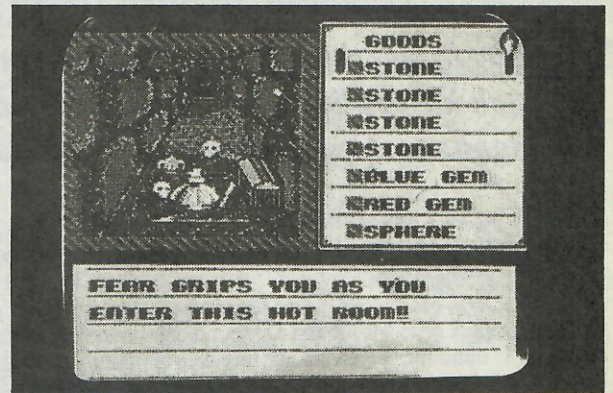 GOODS
STONE
STONE
STONE
STONE
BLUE GEM
RED GEM
SPHERE
FEAR GRIPS YOU AS YOU
ENTER THIS HOT ROOM!!